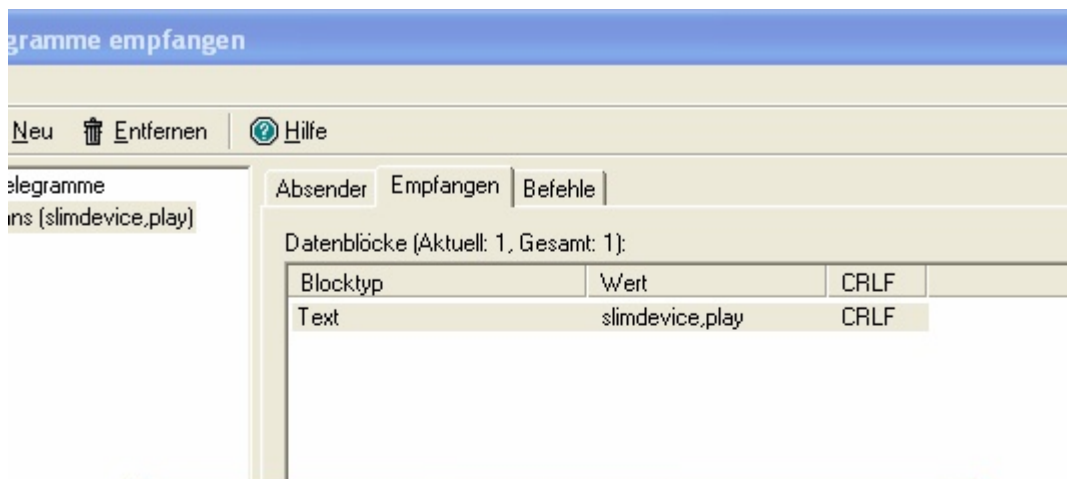 gramme empfangen
Neu Entfernen Hilfe
elegramme
ans (slimdevice,play)
Absender Empfangen Befehle
Datenblöcke (Aktuell: 1, Gesamt: 1):
Blocktyp Wert CRLF
Text slimdevice,play CRLF